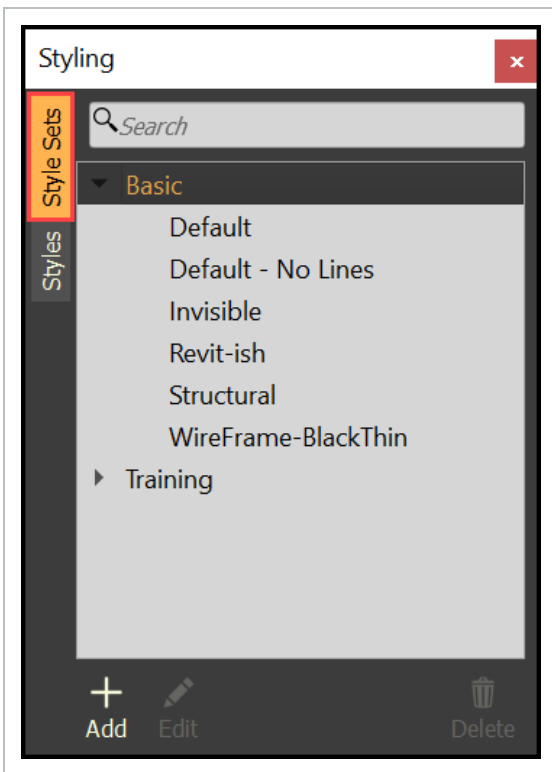 Styling
x
Style Sets
Styles
Search
Basic
Default
Default - No Lines
Invisible
Revit-ish
Structural
WireFrame-BlackThin
Training
Add
Edit
Delete